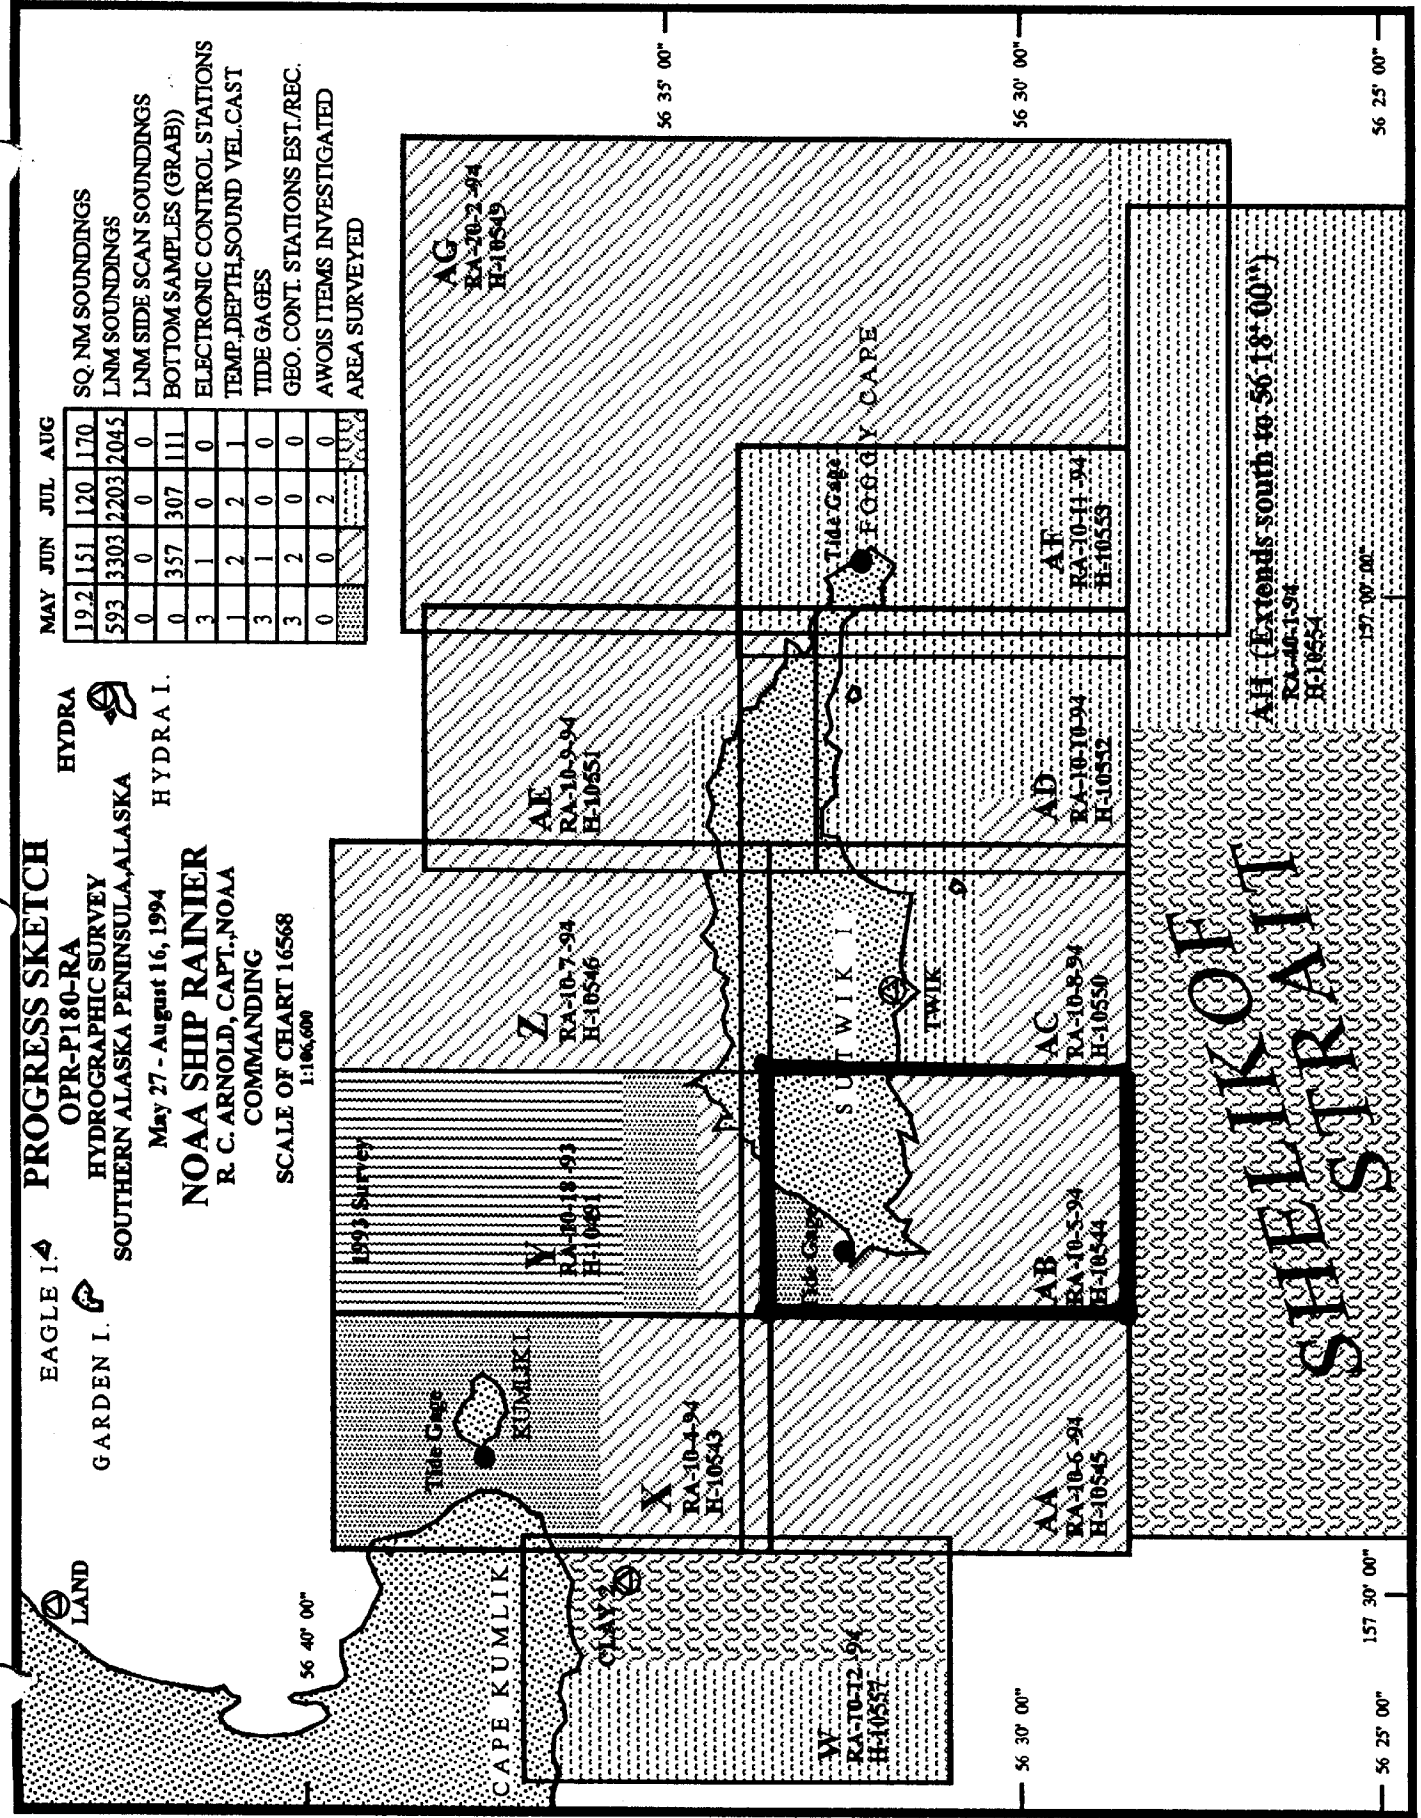 PROGRESS SKETCH
OPR-P180-RA
HYDROGRAPHIC SURVEY
SOUTHERN ALASKA PENINSULA,ALASKA
May 27 - August 16, 1994
NOAA SHIP RAINIER
R. C. ARNOLD, CAPT.,NOAA
COMMANDING
SCALE OF CHART 16568
1:106,600
EAGLE I.
GARDEN I.
LAND
HYDRA
HYDRA I.
MAY JUN JUL AUG
19.2 151 120 170 SQ. NM SOUNDINGS
593 3303 2203 2045 LNM SOUNDINGS
0 0 0 0 LNM SIDE SCAN SOUNDINGS
0 357 307 111 BOTTOM SAMPLES (GRAB))
3 1 0 0 ELECTRONIC CONTROL STATIONS
1 2 2 1 TEMP,DEPTH,SOUND VEL.CAST
3 1 0 0 TIDE GAGES
3 2 0 0 GEO. CONT. STATIONS EST./REC.
0 0 2 0 AWOIS ITEMS INVESTIGATED
AREA SURVEYED
56 40' 00"
56 35' 00"
56 30' 00"
56 25' 00"
CAPE KUMLIK
CLAY 2
W
RA-10-12-94
H-10557
Tide Gage
KUMLIK I.
X
RA-10-4-94
H-10543
1993 Survey
Y
RA-10-18-93
H-10491
Z
RA-10-7-94
H-10546
AE
RA-10-9-94
H-10551
AG
RA-20-2-94
H-10549
Tide Gage
SUTWIK I
TWIK
Tide Gage
FOGGY CAPE
AA
RA-10-6-94
H-10545
AB
RA-10-5-94
H-10544
AC
RA-10-8-94
H-10550
AD
RA-10-10-94
H-10552
AF
RA-10-11-94
H-10553
AH (Extends south to 56 18' 00")
RA-40-1-94
H-10554
SHELIKOF
STRAIT
56 30' 00"
56 25' 00"
157 30' 00"
157 00' 00"